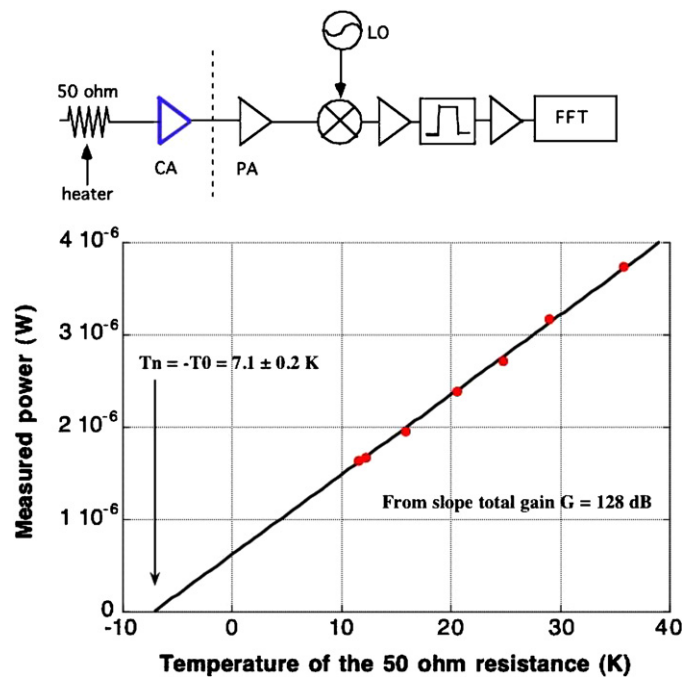 LO
50 ohm
FFT
CA
PA
heater
4 10-6
3 10-6
2 10-6
1 10-6
0
Measured power (W)
Tn = -T0 = 7.1 ± 0.2 K
From slope total gain G = 128 dB
-10 0 10 20 30 40
Temperature of the 50 ohm resistance (K)